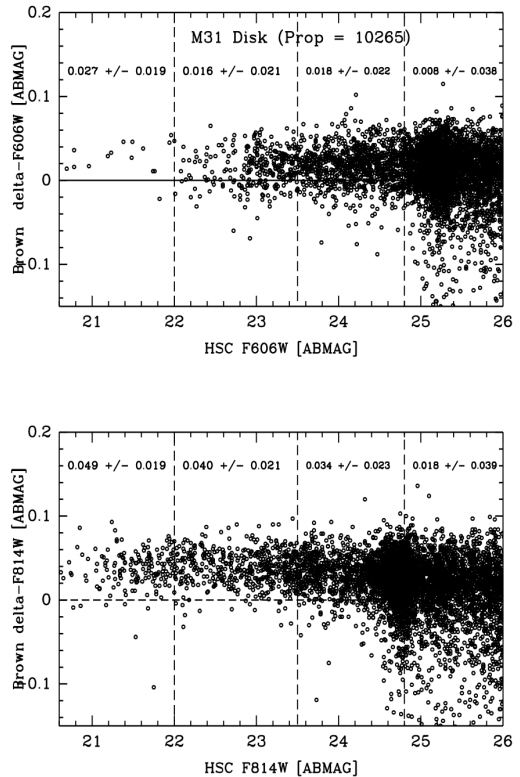 0.2
M31 Disk (Prop = 10265)
0.027 +/- 0.019 0.016 +/- 0.021 0.018 +/- 0.022 0.008 +/- 0.038
0.1
0
-0.1
Brown delta-F606W [ABMAG]
21 22 23 24 25 26
HSC F606W [ABMAG]
0.2
0.049 +/- 0.019 0.040 +/- 0.021 0.034 +/- 0.023 0.018 +/- 0.039
0.1
0
-0.1
Brown delta-F814W [ABMAG]
21 22 23 24 25 26
HSC F814W [ABMAG]